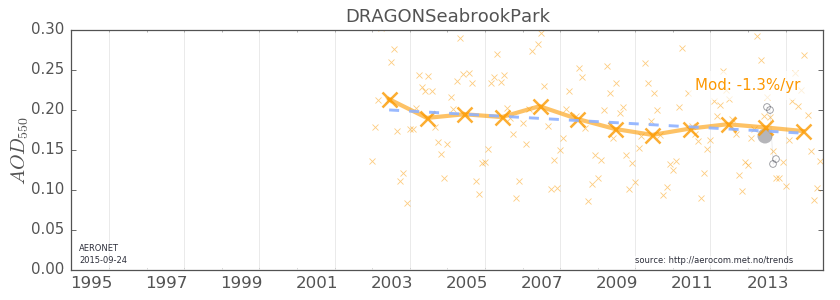 DRAGONSeabrookPark
0.30
0.25
0.20
0.15
0.10
0.05
0.00
AOD550
Mod: -1.3%/yr
AERONET
2015-09-24
source: http://aerocom.met.no/trends
1995 1997 1999 2001 2003 2005 2007 2009 2011 2013